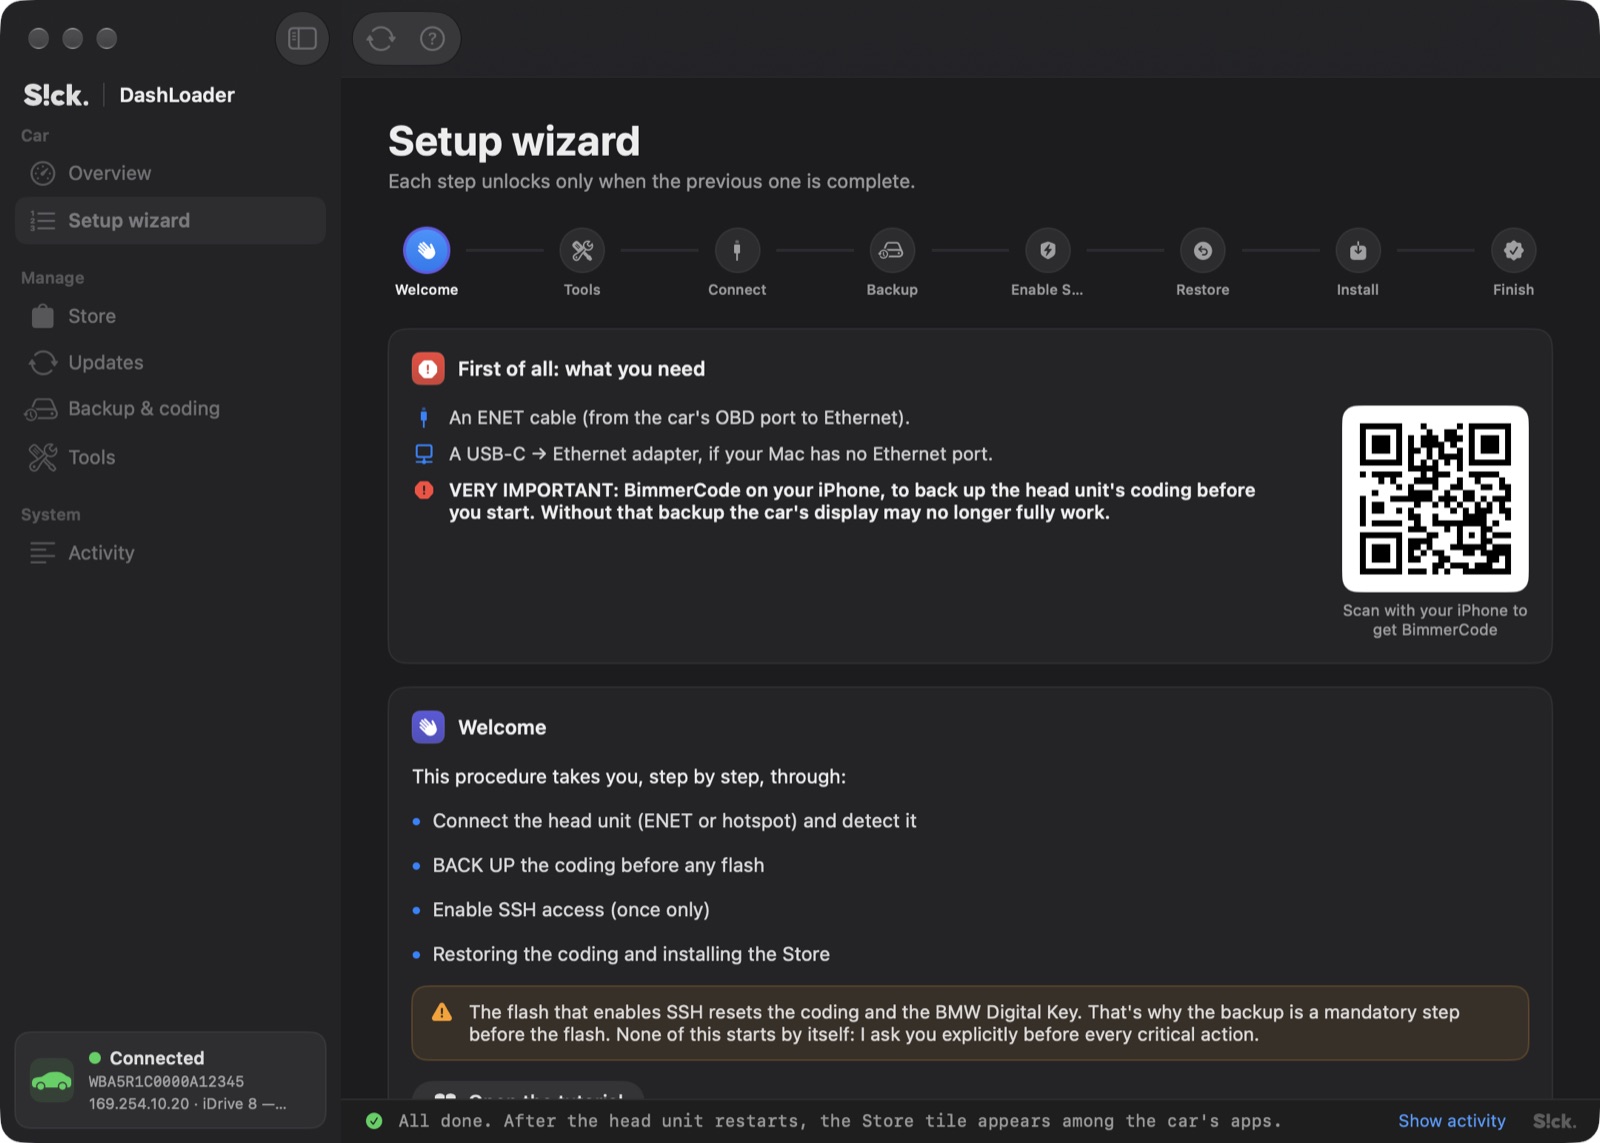 S!ck.
DashLoader
Car
Overview
Setup wizard
Manage
Store
Updates
Backup & coding
Tools
System
Activity
Connected
WBA5R1C0000A12345
169.254.10.20 · iDrive 8 —...
Setup wizard
Each step unlocks only when the previous one is complete.
Welcome
Tools
Connect
Backup
Enable S...
Restore
Install
Finish
First of all: what you need
An ENET cable (from the car's OBD port to Ethernet).
A USB-C → Ethernet adapter, if your Mac has no Ethernet port.
VERY IMPORTANT: BimmerCode on your iPhone, to back up the head unit's coding before
you start. Without that backup the car's display may no longer fully work.
Scan with your iPhone to
get BimmerCode
Welcome
This procedure takes you, step by step, through:
• Connect the head unit (ENET or hotspot) and detect it
• BACK UP the coding before any flash
• Enable SSH access (once only)
• Restoring the coding and installing the Store
The flash that enables SSH resets the coding and the BMW Digital Key. That's why the backup is a mandatory step
before the flash. None of this starts by itself: I ask you explicitly before every critical action.
Open the tutorial
All done. After the head unit restarts, the Store tile appears among the car's apps.
Show activity
S!ck.